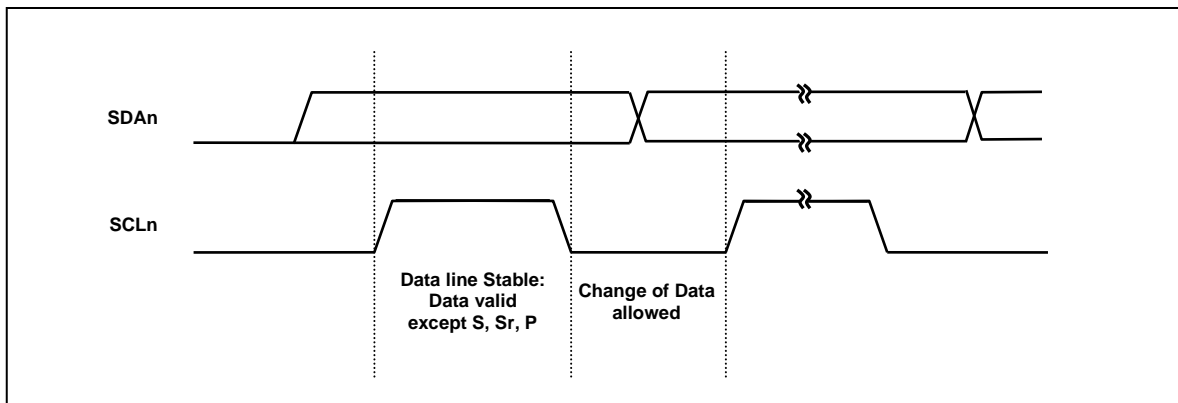 SDAn
SCLn
Data line Stable:
Data valid
except S, Sr, P
Change of Data
allowed